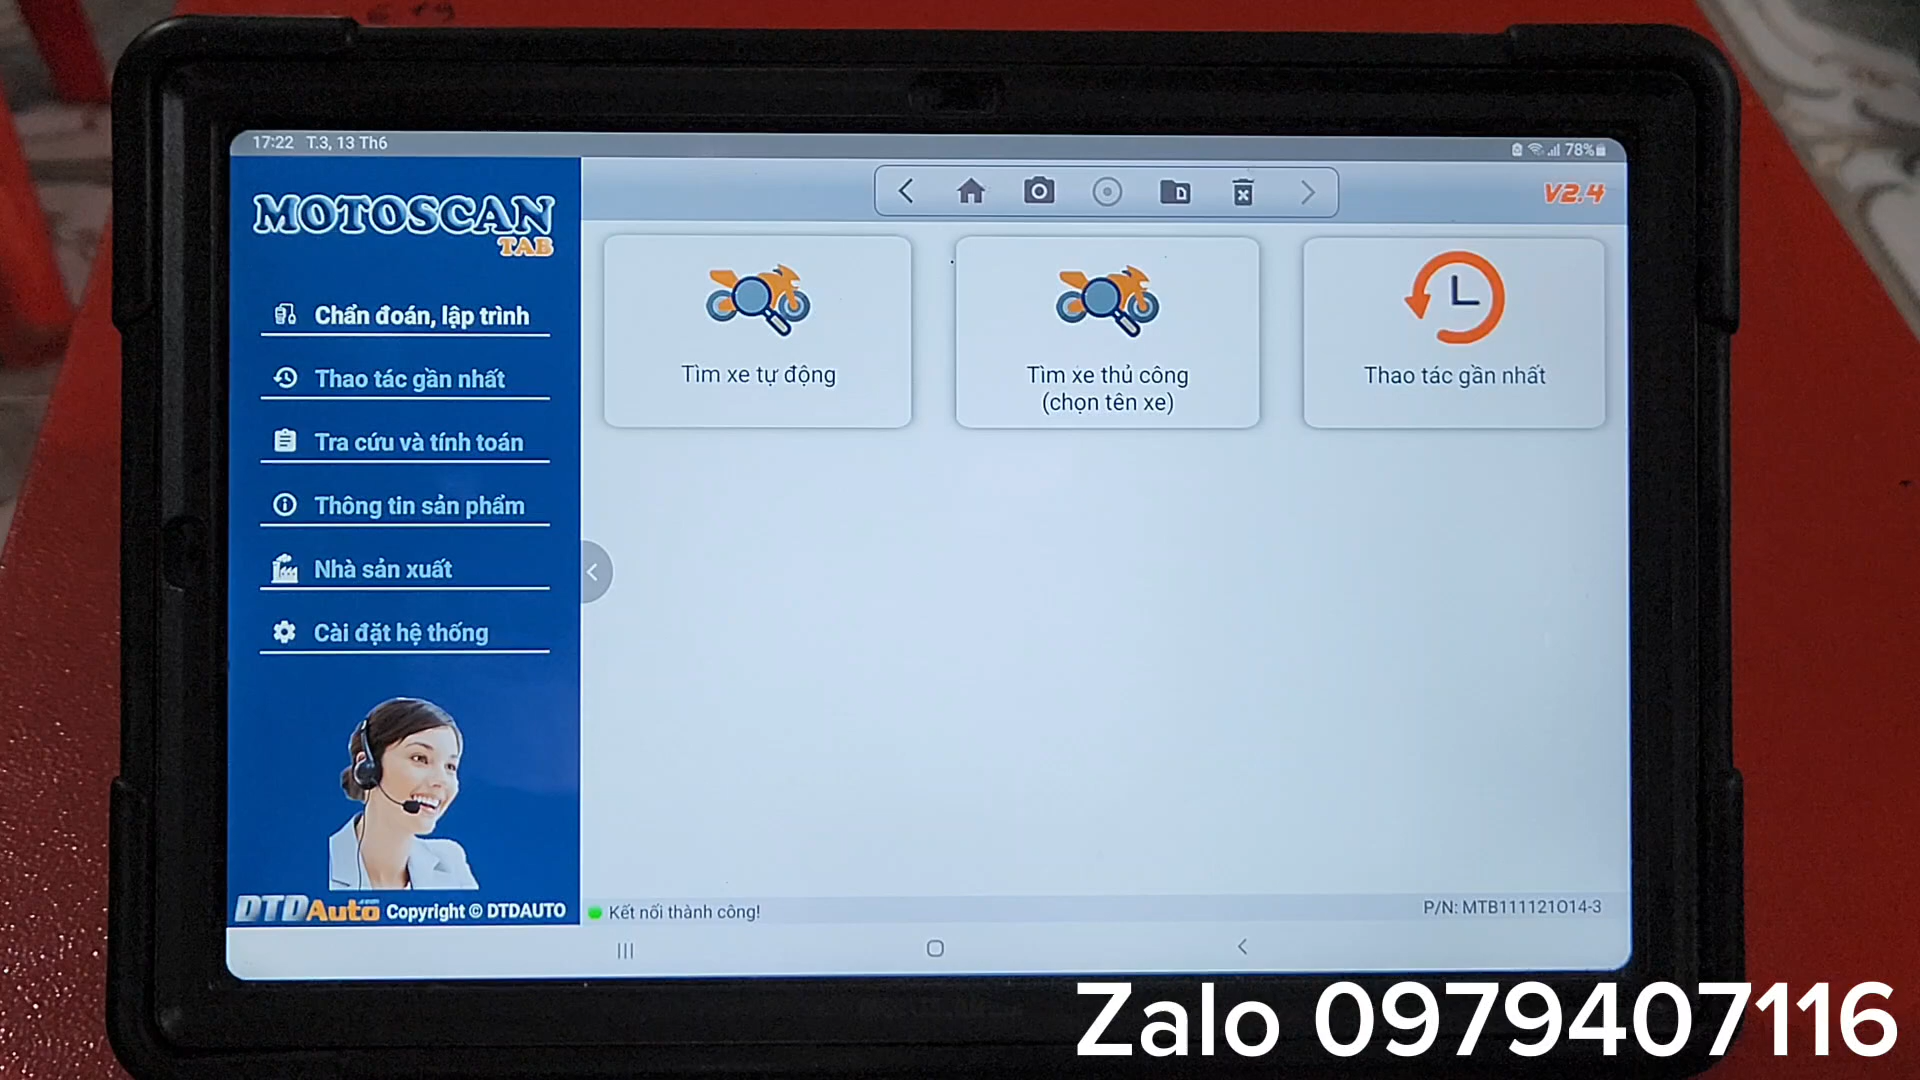 17:22 T.3, 13 Th6
78%
MOTOSCAN
TAB
V2.4
Chẩn đoán, lập trình
Thao tác gần nhất
Tra cứu và tính toán
Thông tin sản phẩm
Nhà sản xuất
Cài đặt hệ thống
Tìm xe tự động
Tìm xe thủ công
(chọn tên xe)
Thao tác gần nhất
DTDAuto Copyright © DTDAUTO
Kết nối thành công!
P/N: MTB111121O14-3
Zalo 0979407116